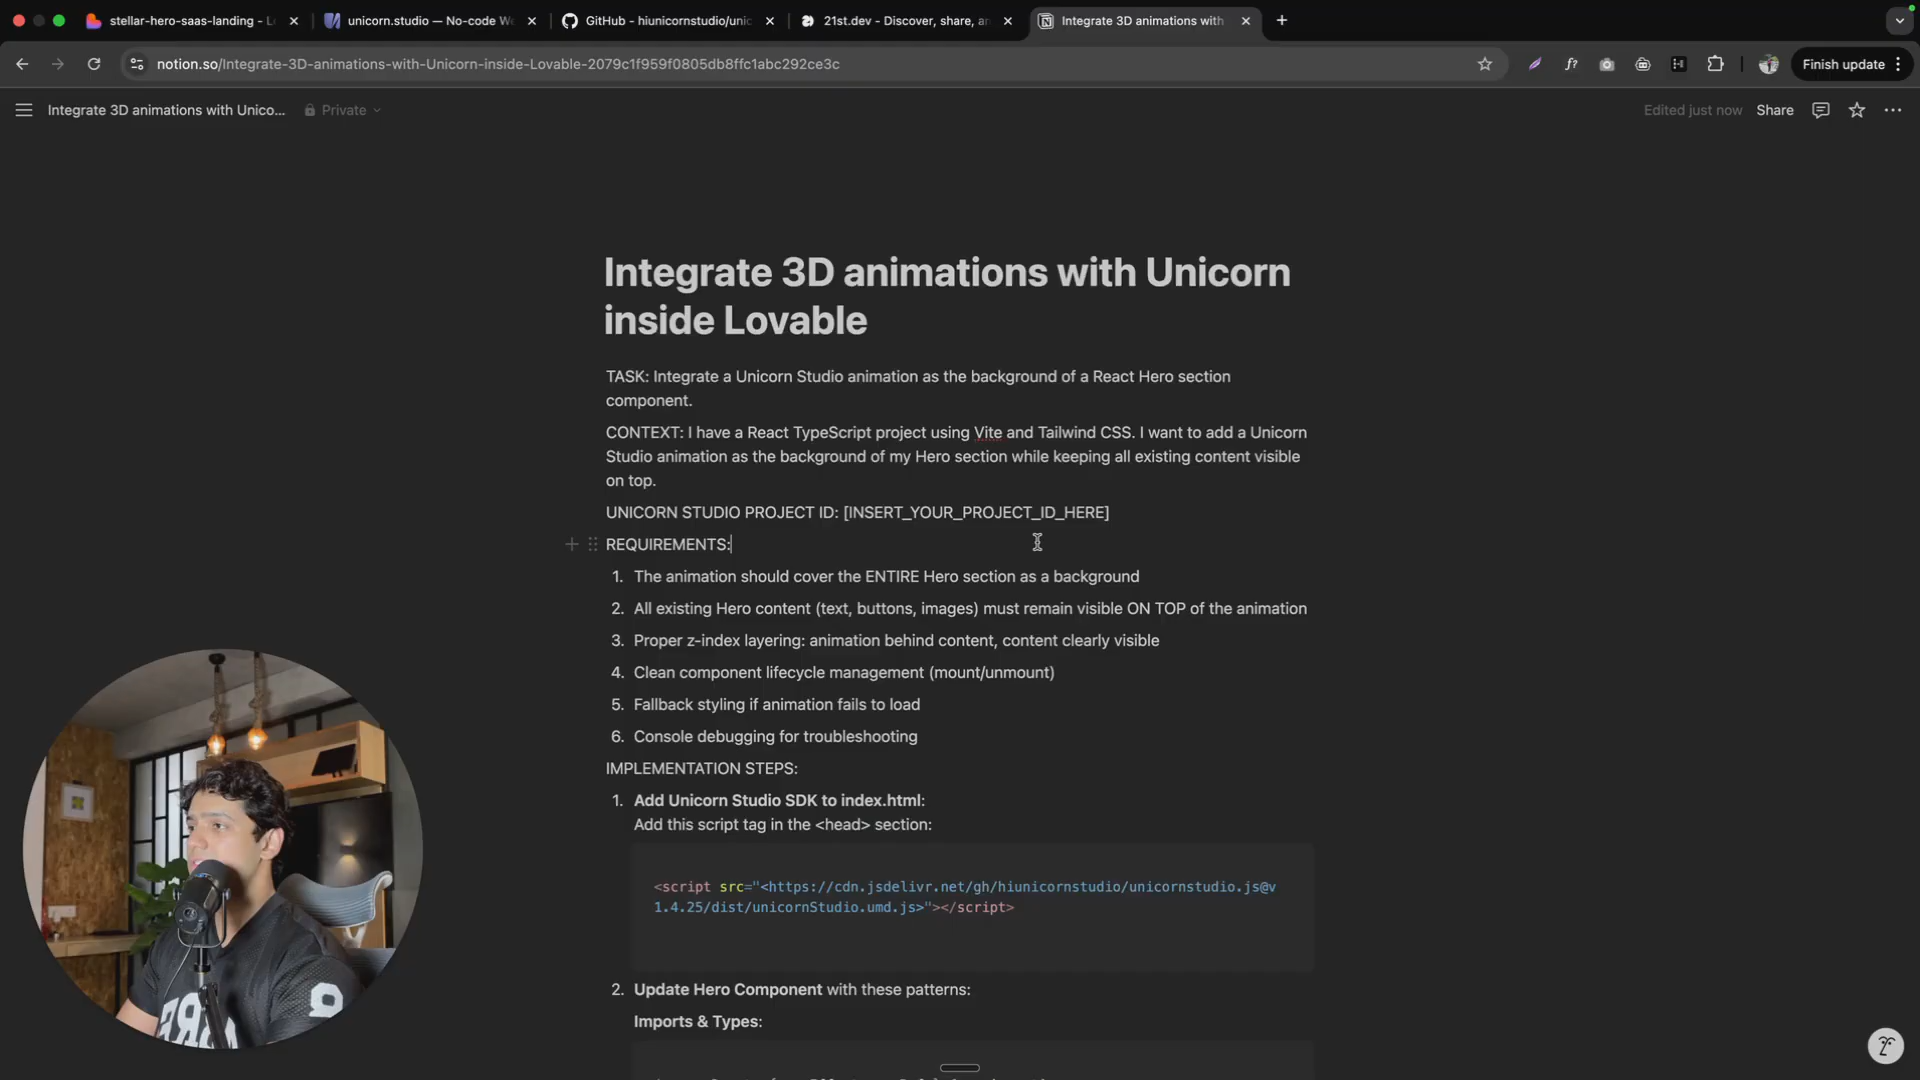 stellar-hero-saas-landing - L
unicorn.studio — No-code W
GitHub - hiunicornstudio/unic
21st.dev - Discover, share, an
Integrate 3D animations with
notion.so/Integrate-3D-animations-with-Unicorn-inside-Lovable-2079c1f959f0805db8ffc1abc292ce3c
f?
Finish update
Integrate 3D animations with Unico...
Private
Edited just now
Share
Integrate 3D animations with Unicorn
inside Lovable
TASK: Integrate a Unicorn Studio animation as the background of a React Hero section
component.
CONTEXT: I have a React TypeScript project using Vite and Tailwind CSS. I want to add a Unicorn
Studio animation as the background of my Hero section while keeping all existing content visible
on top.
UNICORN STUDIO PROJECT ID: [INSERT_YOUR_PROJECT_ID_HERE]
REQUIREMENTS:
1. The animation should cover the ENTIRE Hero section as a background
2. All existing Hero content (text, buttons, images) must remain visible ON TOP of the animation
3. Proper z-index layering: animation behind content, content clearly visible
4. Clean component lifecycle management (mount/unmount)
5. Fallback styling if animation fails to load
6. Console debugging for troubleshooting
IMPLEMENTATION STEPS:
1. Add Unicorn Studio SDK to index.html:
Add this script tag in the <head> section:
<script src="<https://cdn.jsdelivr.net/gh/hiunicornstudio/unicornstudio.js@v
1.4.25/dist/unicornStudio.umd.js>"></script>
2. Update Hero Component with these patterns:
Imports & Types: